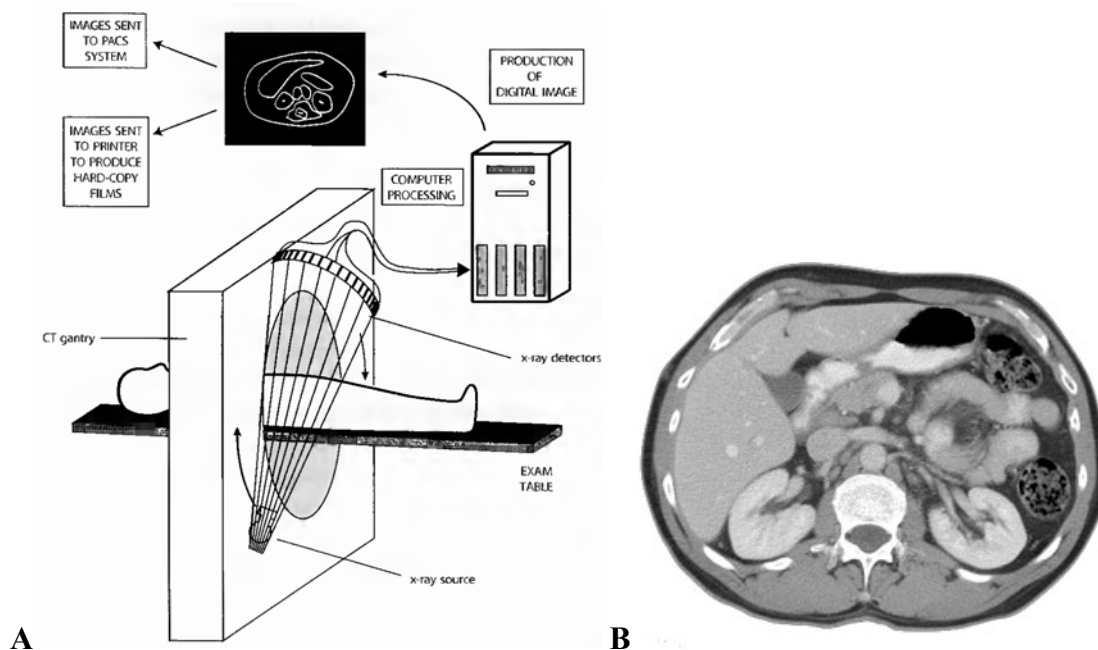 IMAGES SENT
TO PACS
SYSTEM
PRODUCTION
OF
DIGITAL IMAGE
IMAGES SENT
TO PRINTER
TO PRODUCE
HARD-COPY
FILMS
COMPUTER
PROCESSING
CT gantry
x-ray detectors
EXAM
TABLE
x-ray source
A
B